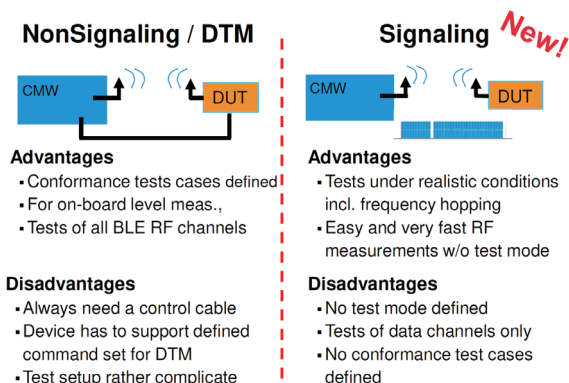 NonSignaling / DTM
CMW
DUT
Advantages
▪ Conformance tests cases defined
▪ For on-board level meas.,
▪ Tests of all BLE RF channels
Disadvantages
▪ Always need a control cable
▪ Device has to support defined
command set for DTM
▪ Test setup rather complicate
Signaling
New!
CMW
DUT
Advantages
▪ Tests under realistic conditions
incl. frequency hopping
▪ Easy and very fast RF
measurements w/o test mode
Disadvantages
▪ No test mode defined
▪ Tests of data channels only
▪ No conformance test cases
defined